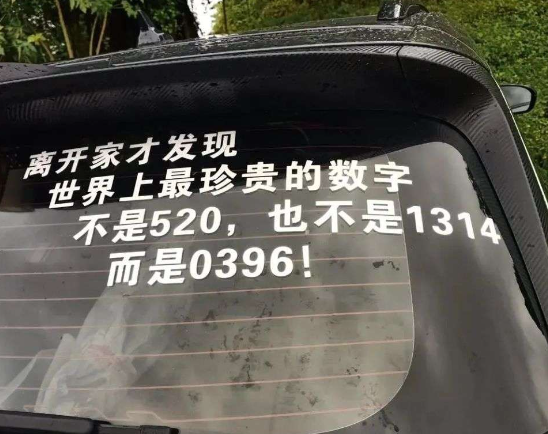 离开家才发现
世界上最珍贵的数字
不是520，也不是1314
而是0396！